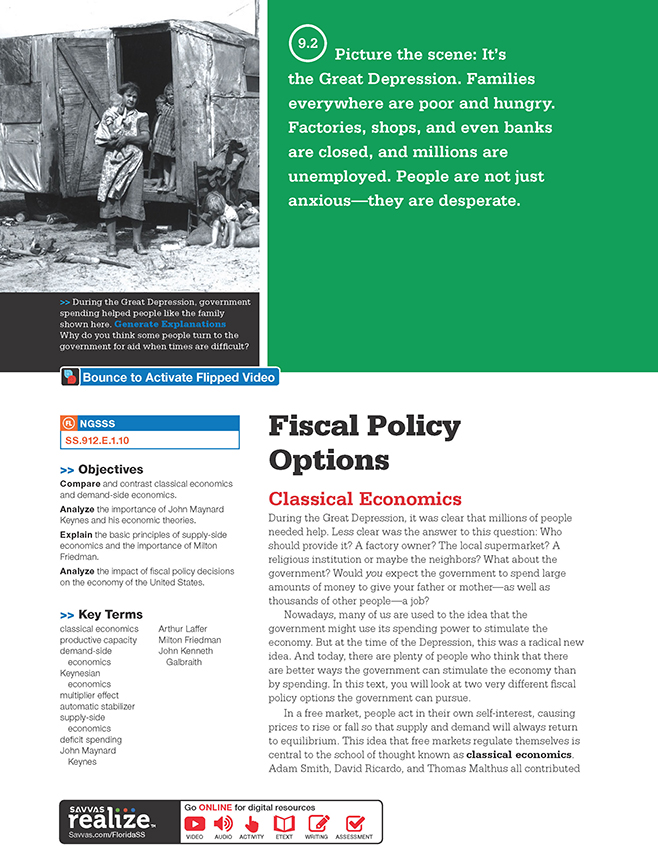 9.2
Picture the scene: It's
the Great Depression. Families
everywhere are poor and hungry.
Factories, shops, and even banks
are closed, and millions are
unemployed. People are not just
anxious—they are desperate.
>> During the Great Depression, government
spending helped people like the family
shown here. Generate Explanations
Why do you think some people turn to the
government for aid when times are difficult?
Bounce to Activate Flipped Video
FL NGSSS
SS.912.E.1.10
>> Objectives
Compare and contrast classical economics
and demand-side economics.
Analyze the importance of John Maynard
Keynes and his economic theories.
Explain the basic principles of supply-side
economics and the importance of Milton
Friedman.
Analyze the impact of fiscal policy decisions
on the economy of the United States.
>> Key Terms
classical economics
productive capacity
demand-side
economics
Keynesian
economics
multiplier effect
automatic stabilizer
supply-side
economics
deficit spending
John Maynard
Keynes
Arthur Laffer
Milton Friedman
John Kenneth
Galbraith
Fiscal Policy
Options
Classical Economics
During the Great Depression, it was clear that millions of people
needed help. Less clear was the answer to this question: Who
should provide it? A factory owner? The local supermarket? A
religious institution or maybe the neighbors? What about the
government? Would you expect the government to spend large
amounts of money to give your father or mother—as well as
thousands of other people—a job?
Nowadays, many of us are used to the idea that the
government might use its spending power to stimulate the
economy. But at the time of the Depression, this was a radical new
idea. And today, there are plenty of people who think that there
are better ways the government can stimulate the economy than
by spending. In this text, you will look at two very different fiscal
policy options the government can pursue.
In a free market, people act in their own self-interest, causing
prices to rise or fall so that supply and demand will always return
to equilibrium. This idea that free markets regulate themselves is
central to the school of thought known as classical economics.
Adam Smith, David Ricardo, and Thomas Malthus all contributed
SAVVAS
realize™
Savvas.com/FloridaSS
Go ONLINE for digital resources
VIDEO AUDIO ACTIVITY ETEXT WRITING ASSESSMENT